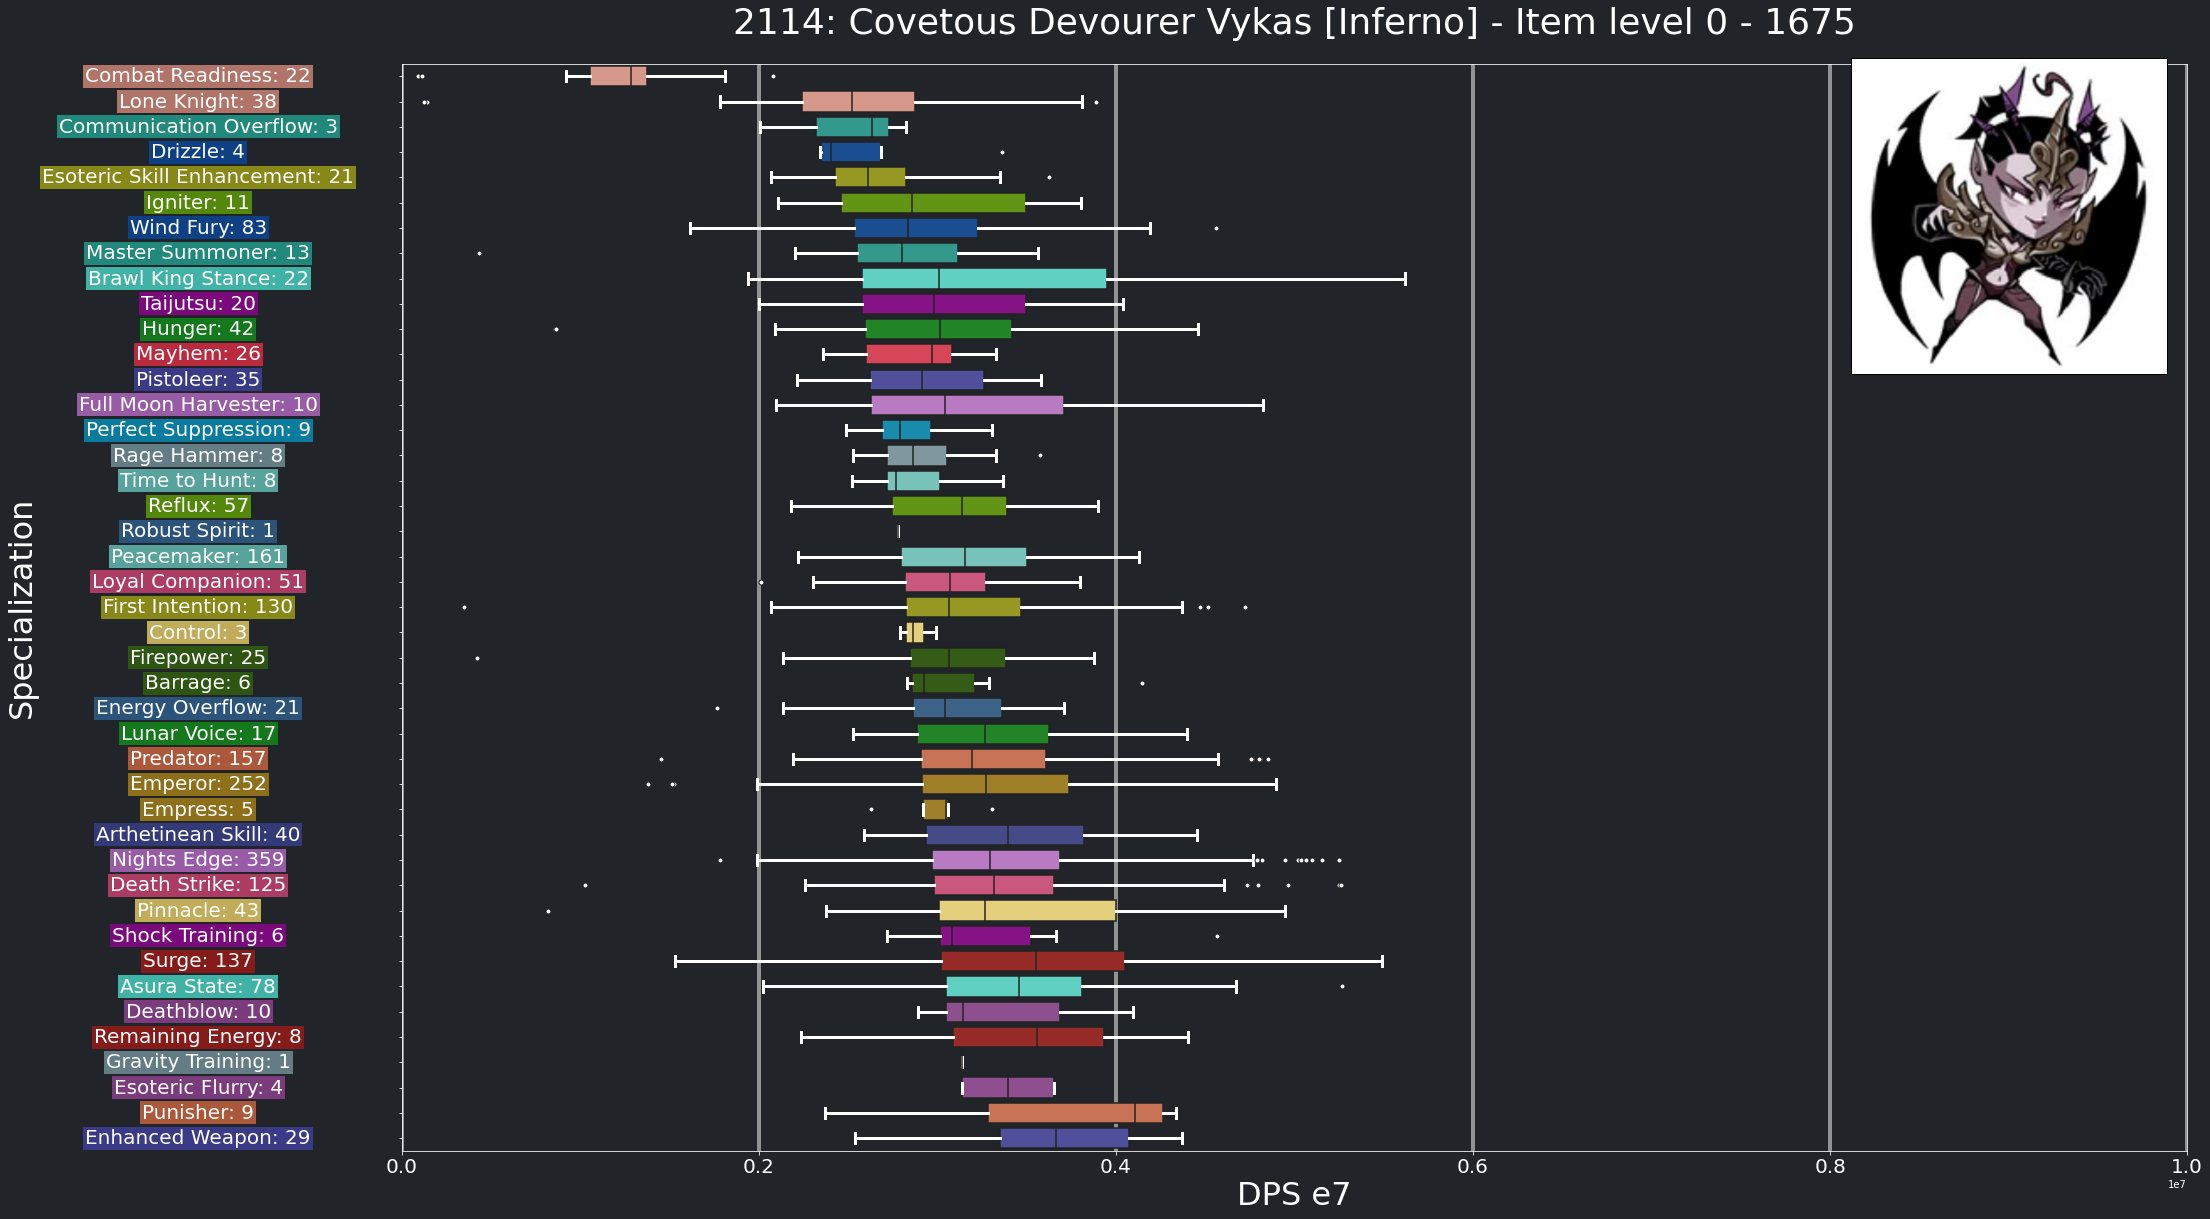 2114: Covetous Devourer Vykas [Inferno] - Item level 0 - 1675
Specialization
Combat Readiness: 22
Lone Knight: 38
Communication Overflow: 3
Drizzle: 4
Esoteric Skill Enhancement: 21
Igniter: 11
Wind Fury: 83
Master Summoner: 13
Brawl King Stance: 22
Taijutsu: 20
Hunger: 42
Mayhem: 26
Pistoleer: 35
Full Moon Harvester: 10
Perfect Suppression: 9
Rage Hammer: 8
Time to Hunt: 8
Reflux: 57
Robust Spirit: 1
Peacemaker: 161
Loyal Companion: 51
First Intention: 130
Control: 3
Firepower: 25
Barrage: 6
Energy Overflow: 21
Lunar Voice: 17
Predator: 157
Emperor: 252
Empress: 5
Arthetinean Skill: 40
Nights Edge: 359
Death Strike: 125
Pinnacle: 43
Shock Training: 6
Surge: 137
Asura State: 78
Deathblow: 10
Remaining Energy: 8
Gravity Training: 1
Esoteric Flurry: 4
Punisher: 9
Enhanced Weapon: 29
0.0 0.2 0.4 0.6 0.8 1.0
1e7
DPS e7